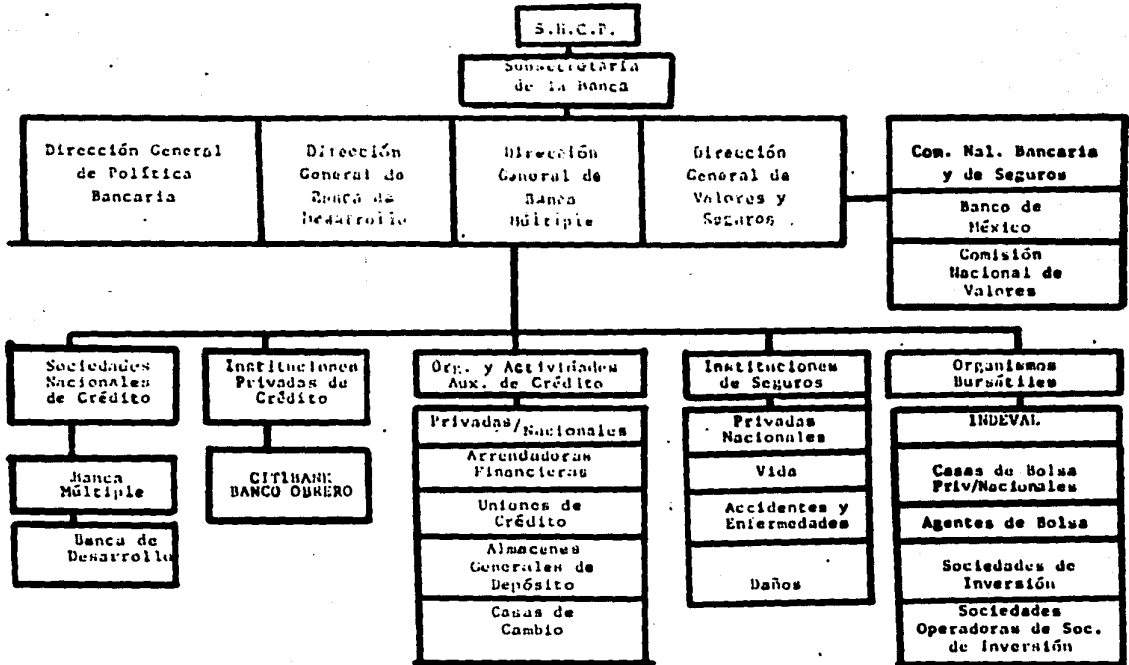 S.H.C.P.
Subsecretaría
de la Banca
Dirección General
de Política
Bancaria
Dirección
General de
Banca de
Desarrollo
Dirección
General de
Banca
Múltiple
Dirección
General de
Valores y
Seguros
Com. Nal. Bancaria
y de Seguros
Banco de
México
Comisión
Nacional de
Valores
Sociedades
Nacionales
de Crédito
Banca
Múltiple
Banca de
Desarrollo
Instituciones
Privadas de
Crédito
CITIBANK
BANCO OBRERO
Org. y Actividades
Aux. de Crédito
Privadas/Nacionales
Arrendadoras
Financieras
Uniones de
Crédito
Almacenes
Generales de
Depósito
Casas de
Cambio
Instituciones
de Seguros
Privadas
Nacionales
Vida
Accidentes y
Enfermedades
Daños
Organismos
Bursátiles
INDEVAL
Casas de Bolsa
Priv/Nacionales
Agentes de Bolsa
Sociedades de
Inversión
Sociedades
Operadoras de Soc.
de Inversión